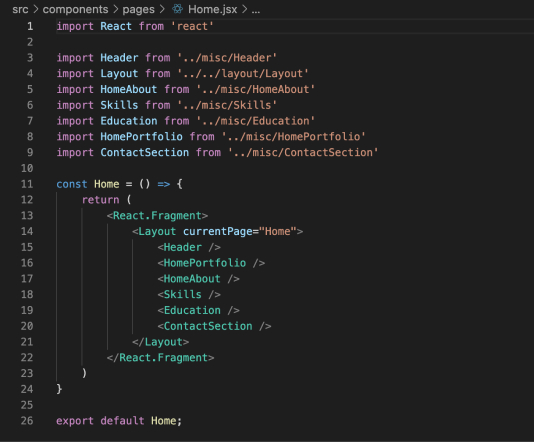 src > components > pages > Home.jsx > ...
1 import React from 'react'
2
3 import Header from '../misc/Header'
4 import Layout from '../../layout/Layout'
5 import HomeAbout from '../misc/HomeAbout'
6 import Skills from '../misc/Skills'
7 import Education from '../misc/Education'
8 import HomePortfolio from '../misc/HomePortfolio'
9 import ContactSection from '../misc/ContactSection'
10
11 const Home = () => {
12     return (
13         <React.Fragment>
14             <Layout currentPage="Home">
15                 <Header />
16                 <HomePortfolio />
17                 <HomeAbout />
18                 <Skills />
19                 <Education />
20                 <ContactSection />
21             </Layout>
22         </React.Fragment>
23     )
24 }
25
26 export default Home;